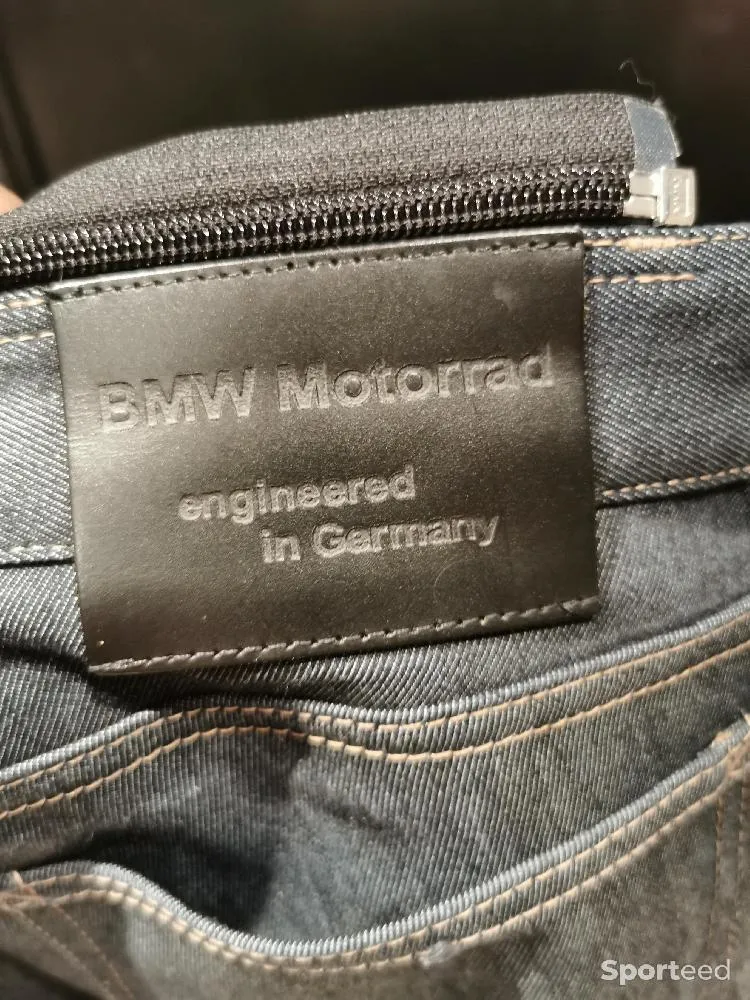 BMW Motorrad
engineered
in Germany
Sporteed